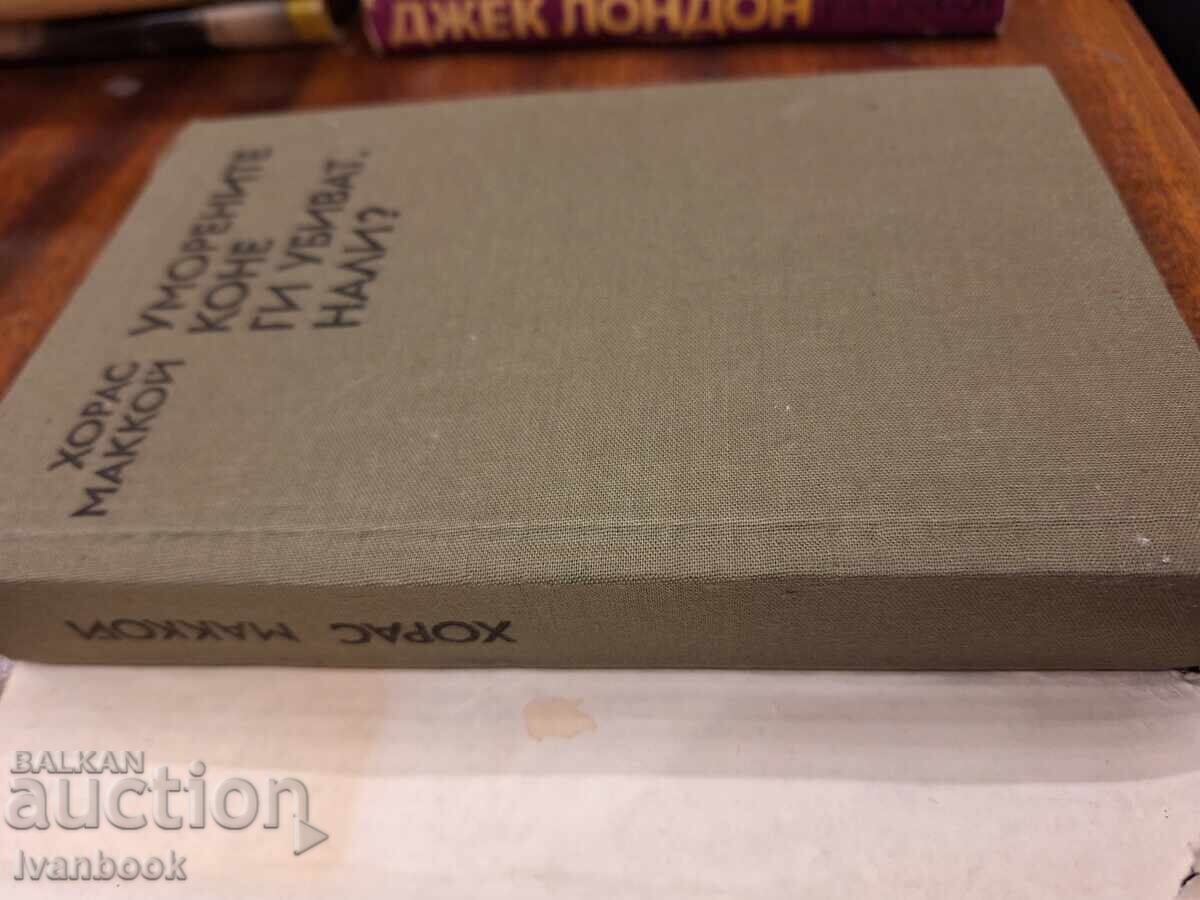 ДЖЕК ЛОНДОН
ХОРАС
МАККОЙ
УМОРЕНИТЕ
КОНЕ
ГИ УБИВАТ,
НАЛИ?
ХОРАС МАККОЙ
BALKAN
auction
Ivanbook